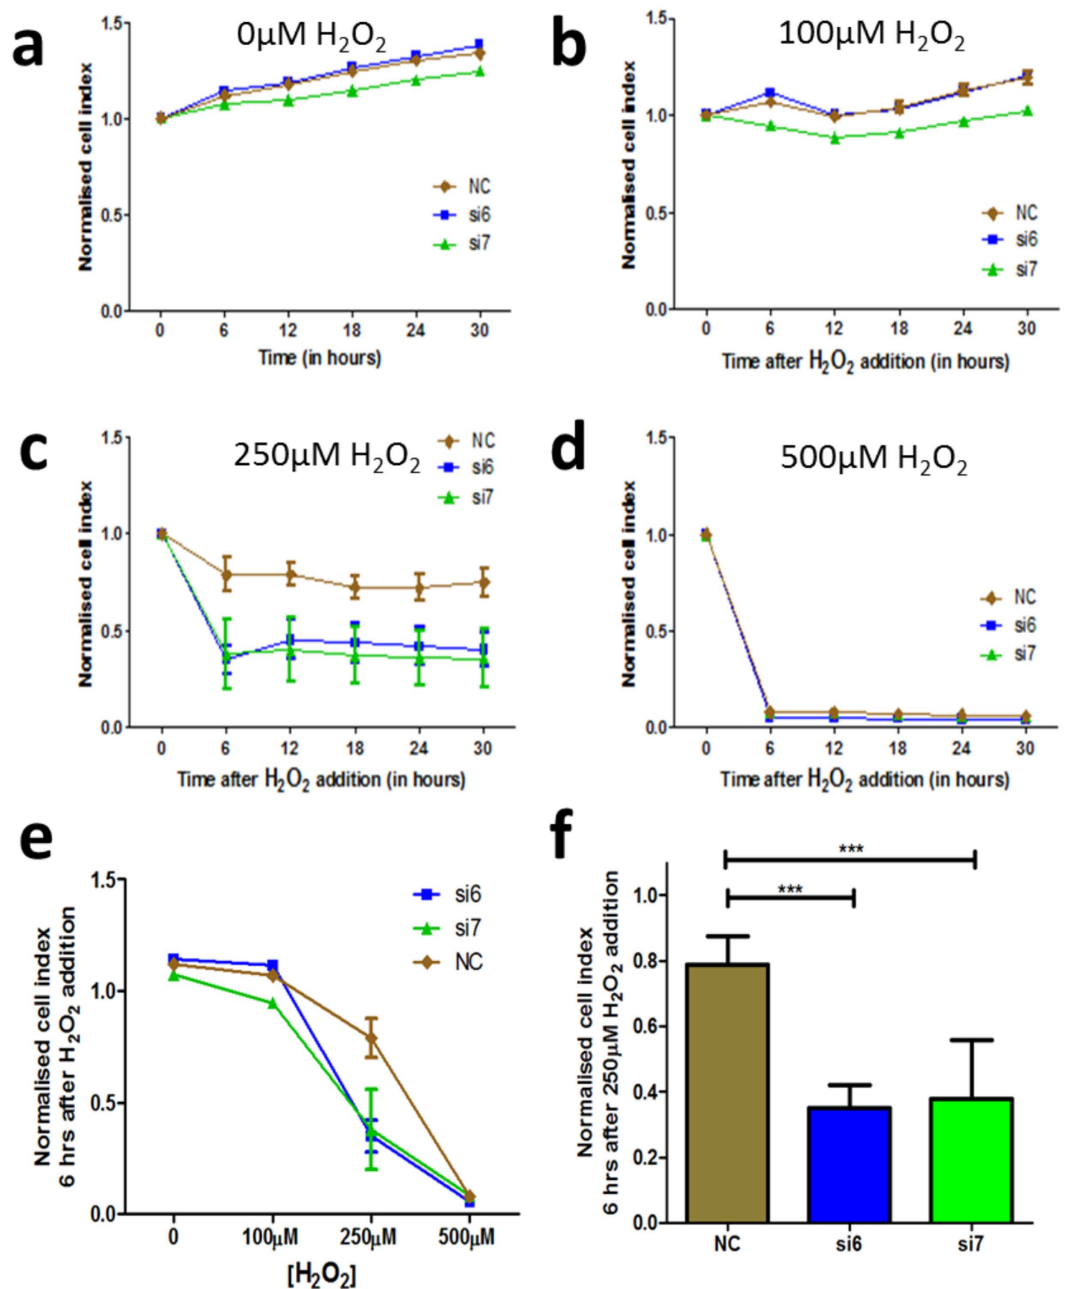 a
0µM H₂O₂
Normalised cell index
1.5
1.0
0.5
0.0
NC
si6
si7
0 6 12 18 24 30
Time (in hours)
b
100µM H₂O₂
Normalised cell index
1.5
1.0
0.5
0.0
NC
si6
si7
0 6 12 18 24 30
Time after H₂O₂ addition (in hours)
c
250µM H₂O₂
Normalised cell index
1.5
1.0
0.5
0.0
NC
si6
si7
0 6 12 18 24 30
Time after H₂O₂ addition (in hours)
d
500µM H₂O₂
Normalised cell index
1.5
1.0
0.5
0.0
NC
si6
si7
0 6 12 18 24 30
Time after H₂O₂ addition (in hours)
e
Normalised cell index
6 hrs after H₂O₂ addition
1.5
1.0
0.5
0.0
si6
si7
NC
0 100µM 250µM 500µM
[H₂O₂]
f
Normalised cell index
6 hrs after 250µM H₂O₂ addition
1.0
0.8
0.6
0.4
0.2
0.0
***
***
NC si6 si7